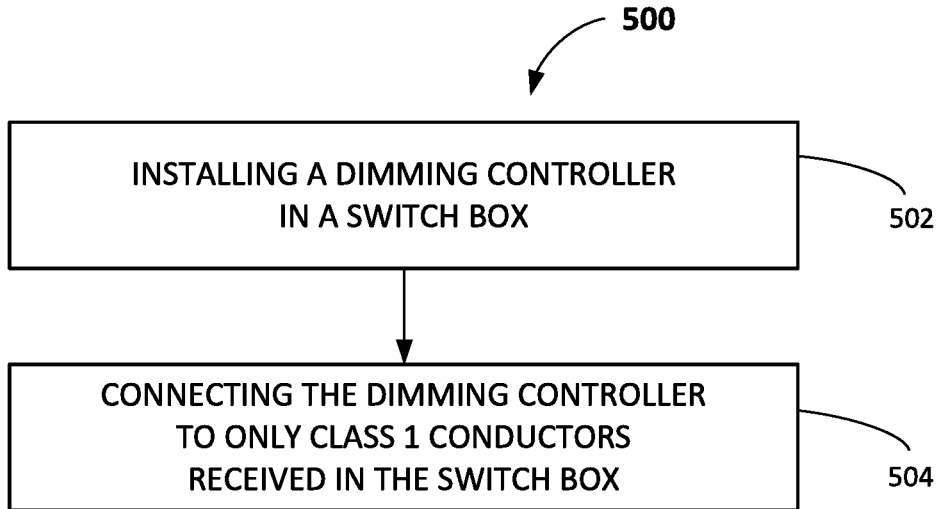 500
INSTALLING A DIMMING CONTROLLER
IN A SWITCH BOX
502
CONNECTING THE DIMMING CONTROLLER
TO ONLY CLASS 1 CONDUCTORS
RECEIVED IN THE SWITCH BOX
504